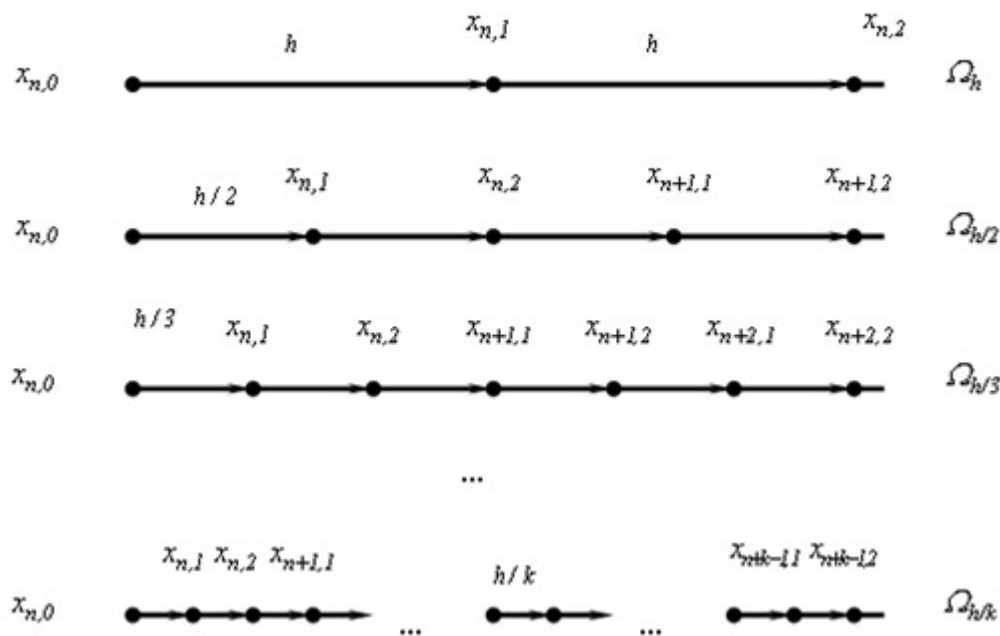 h x_{n,1} h x_{n,2}
x_{n,0} Ω_h
h/2 x_{n,1} x_{n,2} x_{n+1,1} x_{n+1,2}
x_{n,0} Ω_{h/2}
h/3 x_{n,1} x_{n,2} x_{n+1,1} x_{n+1,2} x_{n+2,1} x_{n+2,2}
x_{n,0} Ω_{h/3}
...
x_{n,1} x_{n,2} x_{n+1,1} h/k x_{n+k-1,1} x_{n+k-1,2}
x_{n,0} ... ... Ω_{h/k}